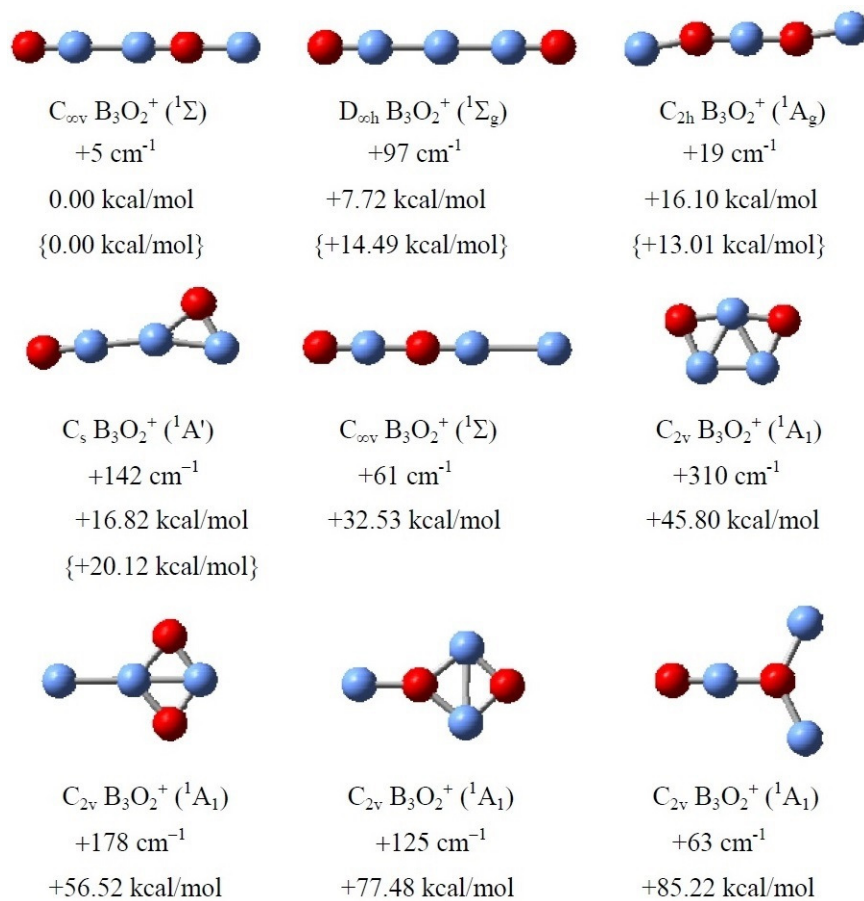 C∞v B₃O₂⁺ (¹Σ)
+5 cm⁻¹
0.00 kcal/mol
{0.00 kcal/mol}
D∞h B₃O₂⁺ (¹Σg)
+97 cm⁻¹
+7.72 kcal/mol
{+14.49 kcal/mol}
C₂h B₃O₂⁺ (¹Ag)
+19 cm⁻¹
+16.10 kcal/mol
{+13.01 kcal/mol}
Cs B₃O₂⁺ (¹A')
+142 cm⁻¹
+16.82 kcal/mol
{+20.12 kcal/mol}
C∞v B₃O₂⁺ (¹Σ)
+61 cm⁻¹
+32.53 kcal/mol
C₂v B₃O₂⁺ (¹A₁)
+310 cm⁻¹
+45.80 kcal/mol
C₂v B₃O₂⁺ (¹A₁)
+178 cm⁻¹
+56.52 kcal/mol
C₂v B₃O₂⁺ (¹A₁)
+125 cm⁻¹
+77.48 kcal/mol
C₂v B₃O₂⁺ (¹A₁)
+63 cm⁻¹
+85.22 kcal/mol